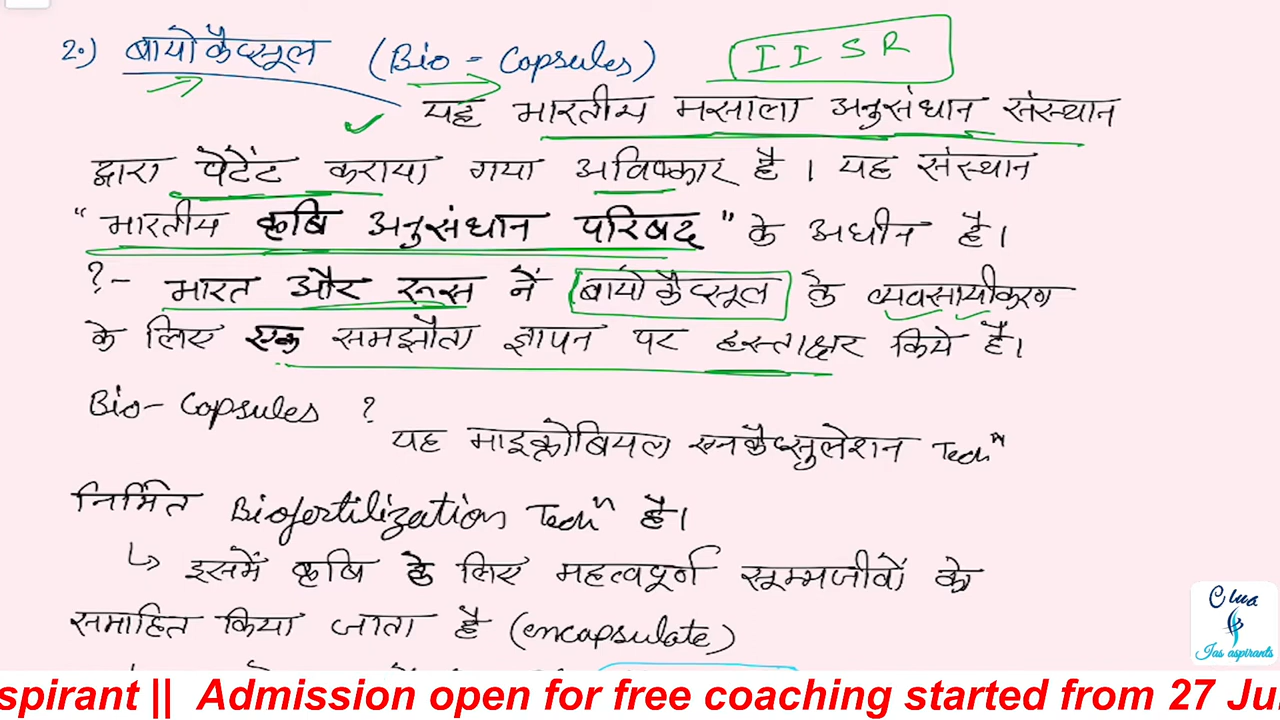 2.) बायोकैप्सूल (Bio - Capsules) IISR
यह भारतीय मसाला अनुसंधान संस्थान
द्वारा पेटेंट कराया गया अविष्कार है। यह संस्थान
"भारतीय कृषि अनुसंधान परिषद" के अधीन है।
?- भारत और रूस ने बायोकैप्सूल के व्यवसायीकरण
के लिए एक समझौता ज्ञापन पर हस्ताक्षर किये है।
Bio-Capsules ?
यह माइक्रोबियल एनकैप्सुलेशन Techⁿ
निर्मित Biofertilization Techⁿ है।
↳ इसमें कृषि के लिए महत्वपूर्ण सूक्ष्मजीवों को
समाहित किया जाता है (encapsulate)
Ias aspirants
spirant || Admission open for free coaching started from 27 Ju